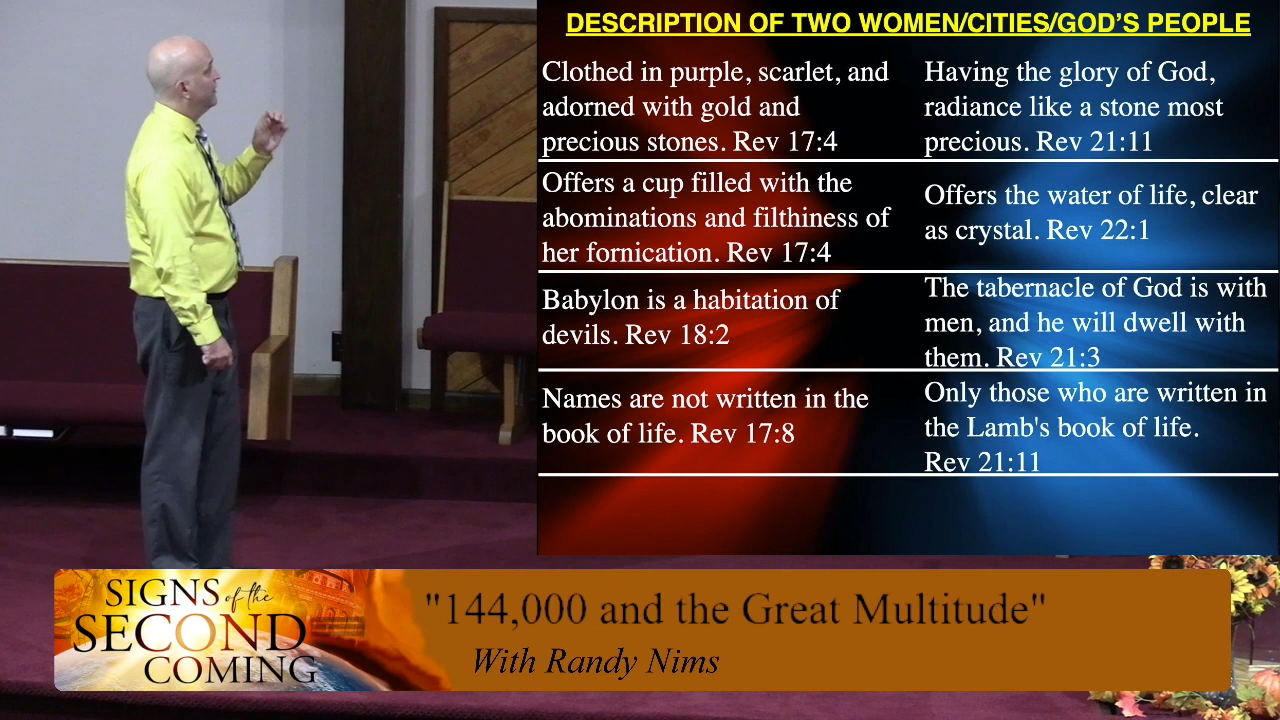 DESCRIPTION OF TWO WOMEN/CITIES/GOD'S PEOPLE
Clothed in purple, scarlet, and
adorned with gold and
precious stones. Rev 17:4
Having the glory of God,
radiance like a stone most
precious. Rev 21:11
Offers a cup filled with the
abominations and filthiness of
her fornication. Rev 17:4
Offers the water of life, clear
as crystal. Rev 22:1
Babylon is a habitation of
devils. Rev 18:2
The tabernacle of God is with
men, and he will dwell with
them. Rev 21:3
Names are not written in the
book of life. Rev 17:8
Only those who are written in
the Lamb's book of life.
Rev 21:11
SIGNS of the
SECOND
COMING
"144,000 and the Great Multitude"
With Randy Nims